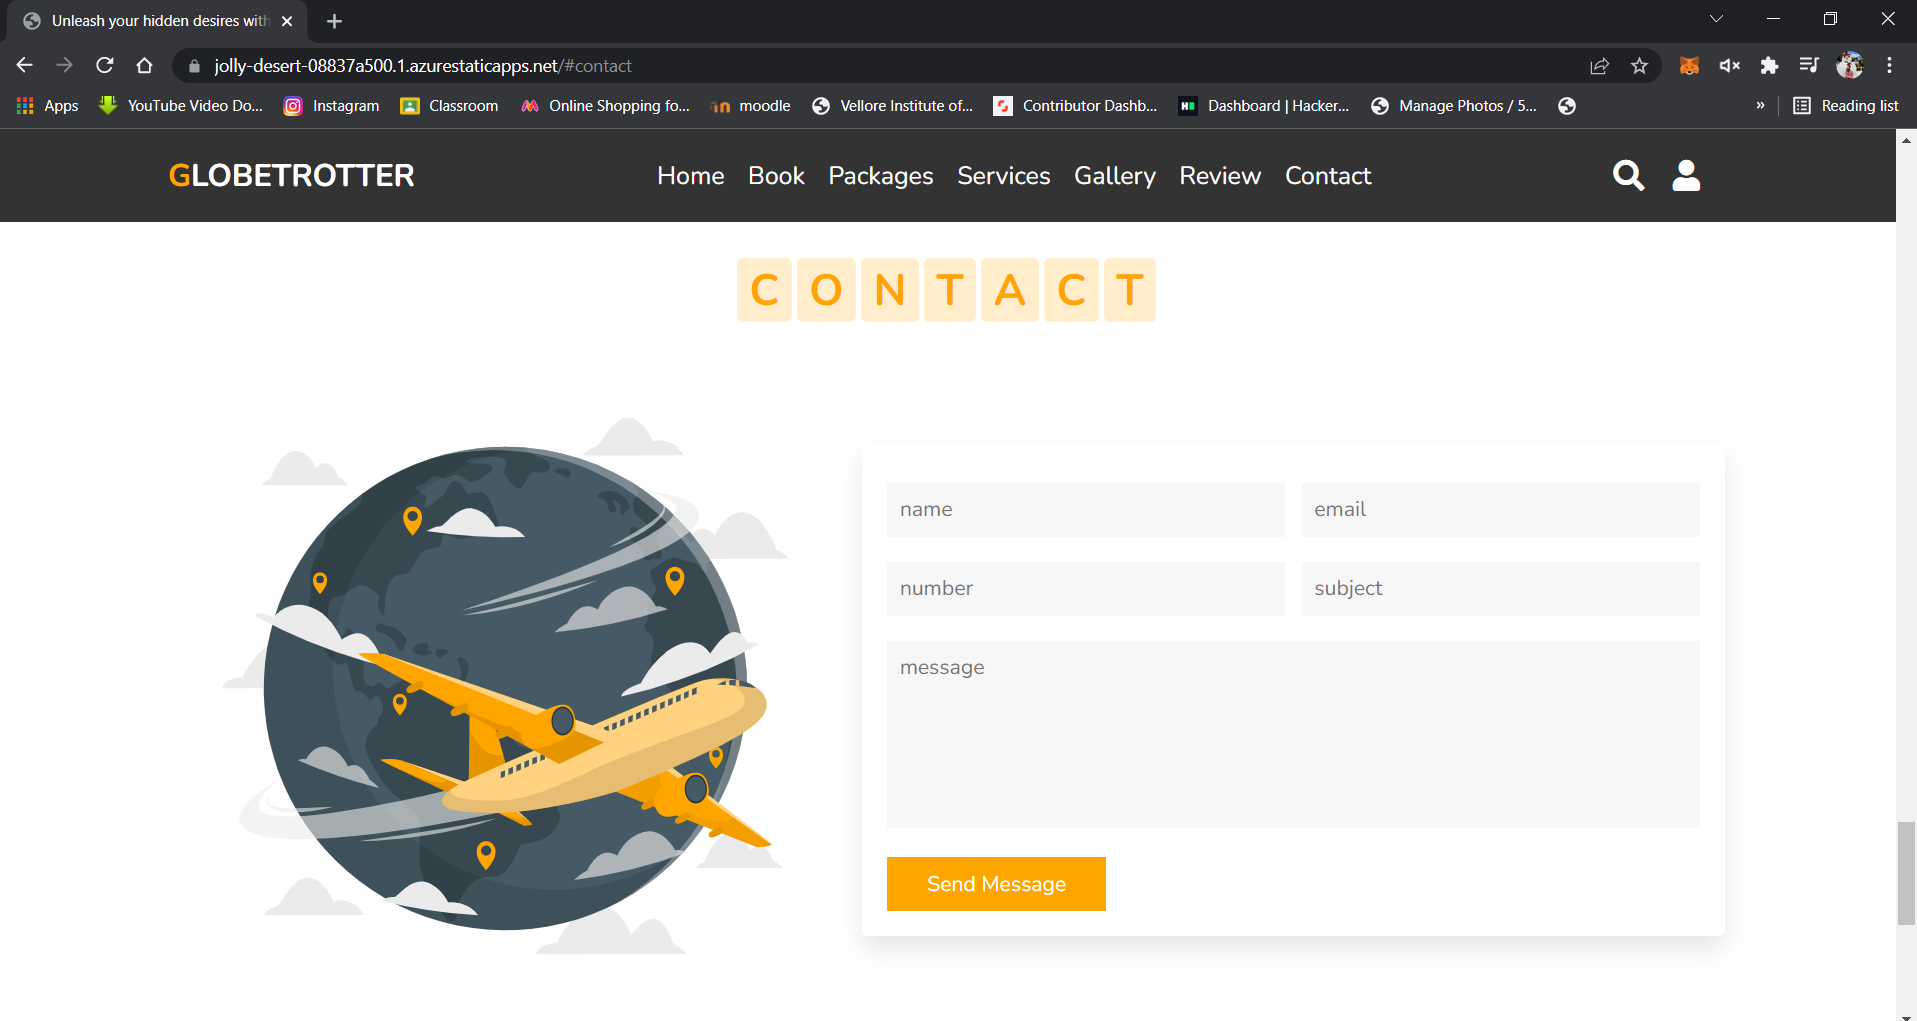 Unleash your hidden desires with
jolly-desert-08837a500.1.azurestaticapps.net/#contact
Apps YouTube Video Do... Instagram Classroom Online Shopping fo... moodle Vellore Institute of... Contributor Dashb... Dashboard | Hacker... Manage Photos / 5... » Reading list
GLOBETROTTER Home Book Packages Services Gallery Review Contact
CONTACT
name email
number subject
message
Send Message